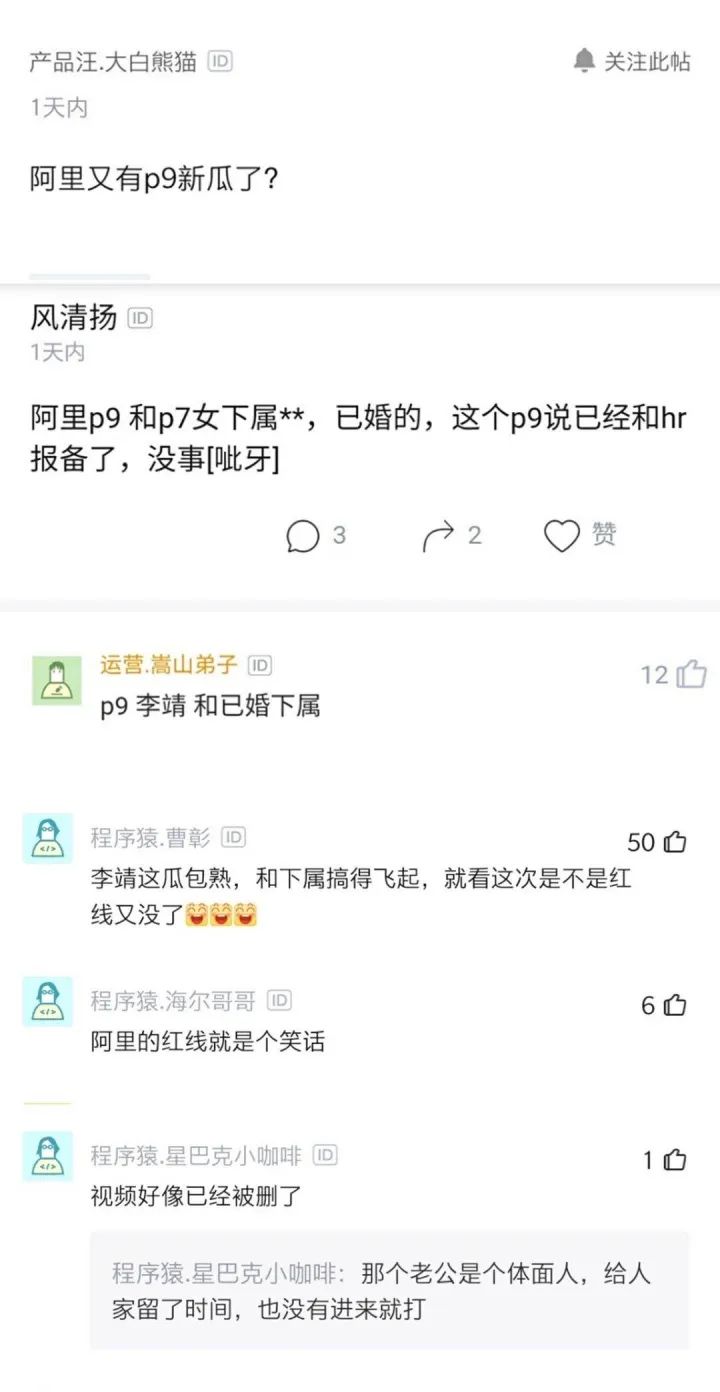 产品汪.大白熊猫 ID
关注此帖
1天内
阿里又有p9新瓜了?
风清扬 ID
1天内
阿里p9 和p7女下属**，已婚的，这个p9说已经和hr
报备了，没事[呲牙]
3 2 赞
运营.嵩山弟子 ID
12
p9 李靖 和已婚下属
程序猿.曹彰 ID
50
李靖这瓜包熟，和下属搞得飞起，就看这次是不是红
线又没了😆😆😆
程序猿.海尔哥哥 ID
6
阿里的红线就是个笑话
程序猿.星巴克小咖啡 ID
1
视频好像已经被删了
程序猿.星巴克小咖啡：那个老公是个体面人，给人
家留了时间，也没有进来就打